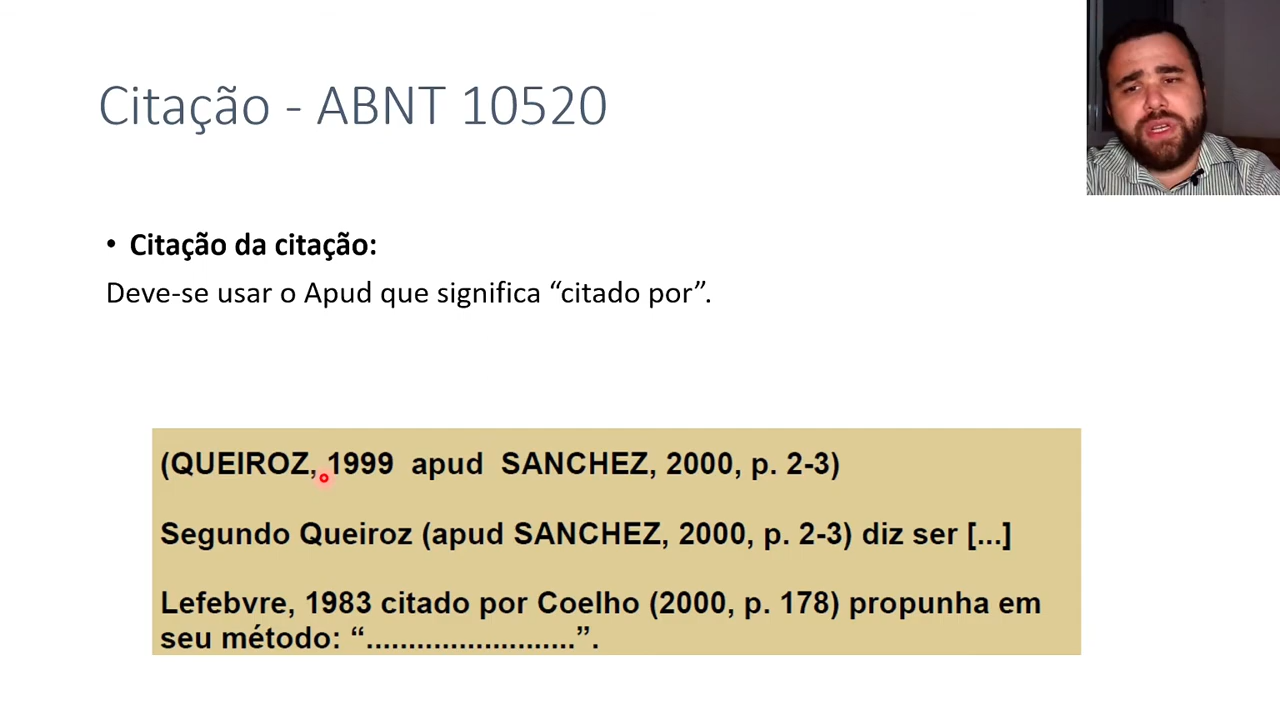 Citação - ABNT 10520
• Citação da citação:
Deve-se usar o Apud que significa “citado por”.
(QUEIROZ, 1999 apud SANCHEZ, 2000, p. 2-3)
Segundo Queiroz (apud SANCHEZ, 2000, p. 2-3) diz ser [...]
Lefebvre, 1983 citado por Coelho (2000, p. 178) propunha em
seu método: “.........................”.